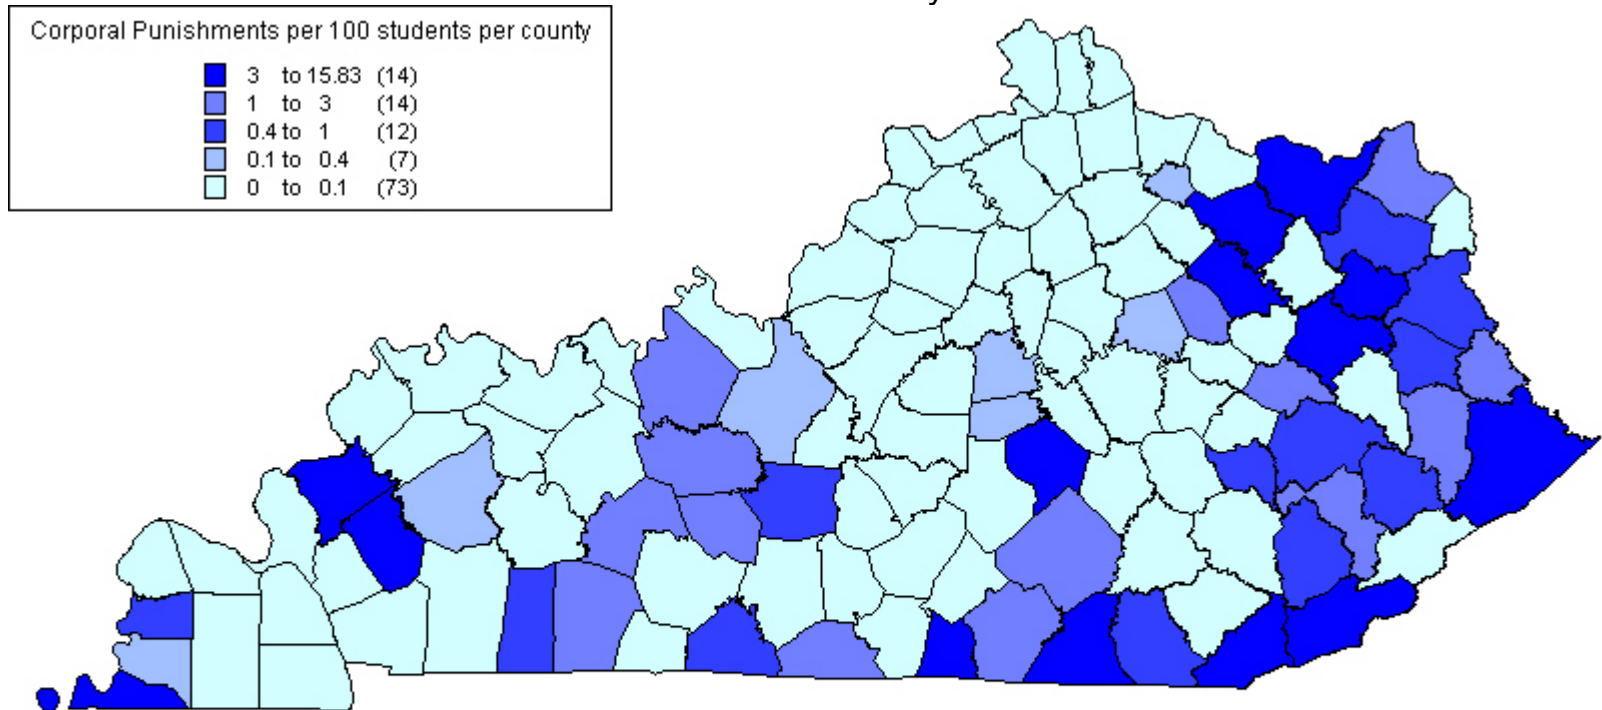 Corporal Punishments per 100 students per county
3 to 15.83 (14)
1 to 3 (14)
0.4 to 1 (12)
0.1 to 0.4 (7)
0 to 0.1 (73)